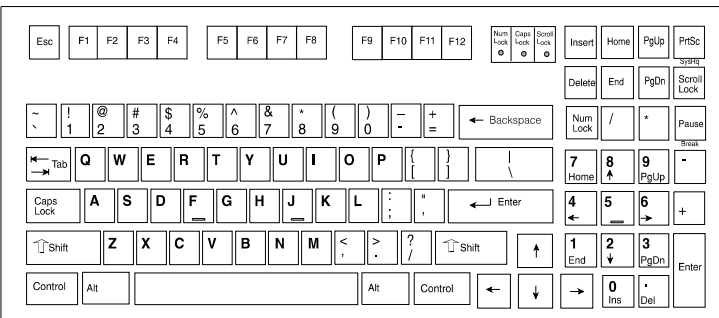 Esc F1 F2 F3 F4 F5 F6 F7 F8 F9 F10 F11 F12 Num Lock Caps Lock Scroll Lock Insert Home PgUp PrtSc
SysHq
Delete End PgDn Scroll Lock
~ ! @ # $ % ^ & * ( ) – +
` 1 2 3 4 5 6 7 8 9 0 - = ← Backspace Num Lock / * Pause
Break
Tab Q W E R T Y U I O P { } |
[ ] \
7 8 9 -
Home ↑ PgUp
Caps Lock A S D F G H J K L : "
; ' ↵ Enter
4 5 6 +
← →
⇧ Shift Z X C V B N M < > ?
, . / ⇧ Shift ↑
1 2 3 Enter
End ↓ PgDn
Control Alt Alt Control ← ↓ →
0 .
Ins Del